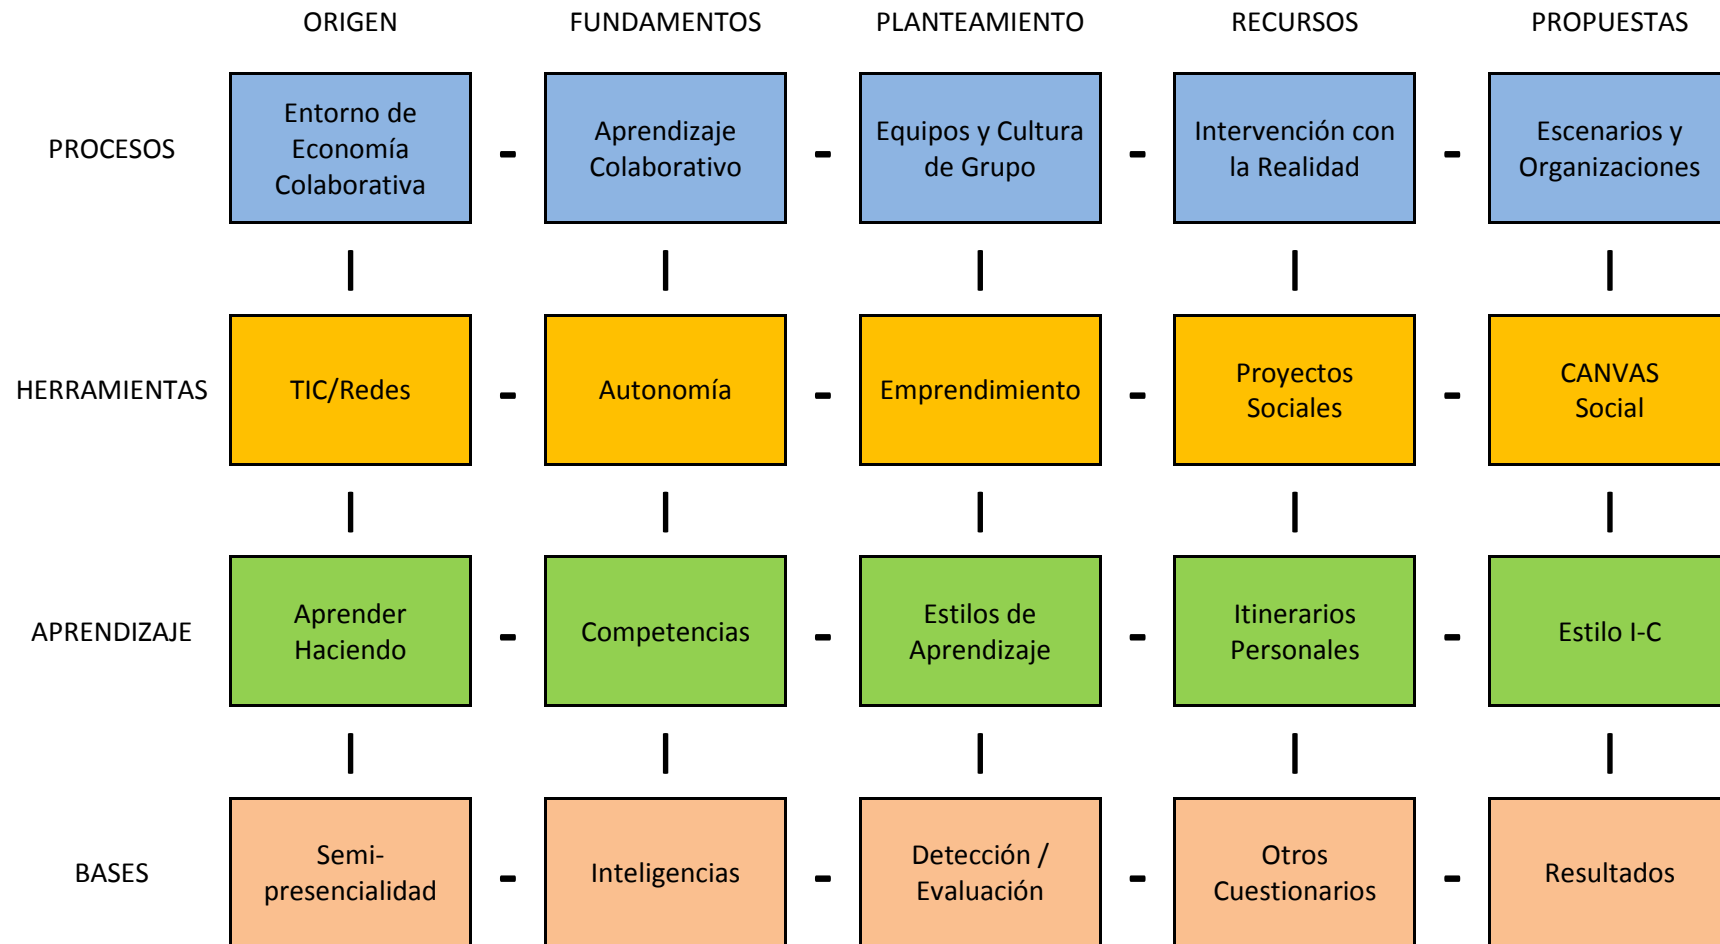 ORIGEN
FUNDAMENTOS
PLANTEAMIENTO
RECURSOS
PROPUESTAS
PROCESOS
Entorno de
Economía
Colaborativa
Aprendizaje
Colaborativo
Equipos y Cultura
de Grupo
Intervención con
la Realidad
Escenarios y
Organizaciones
HERRAMIENTAS
TIC/Redes
Autonomía
Emprendimiento
Proyectos
Sociales
CANVAS
Social
APRENDIZAJE
Aprender
Haciendo
Competencias
Estilos de
Aprendizaje
Itinerarios
Personales
Estilo I-C
BASES
Semi-
presencialidad
Inteligencias
Detección /
Evaluación
Otros
Cuestionarios
Resultados